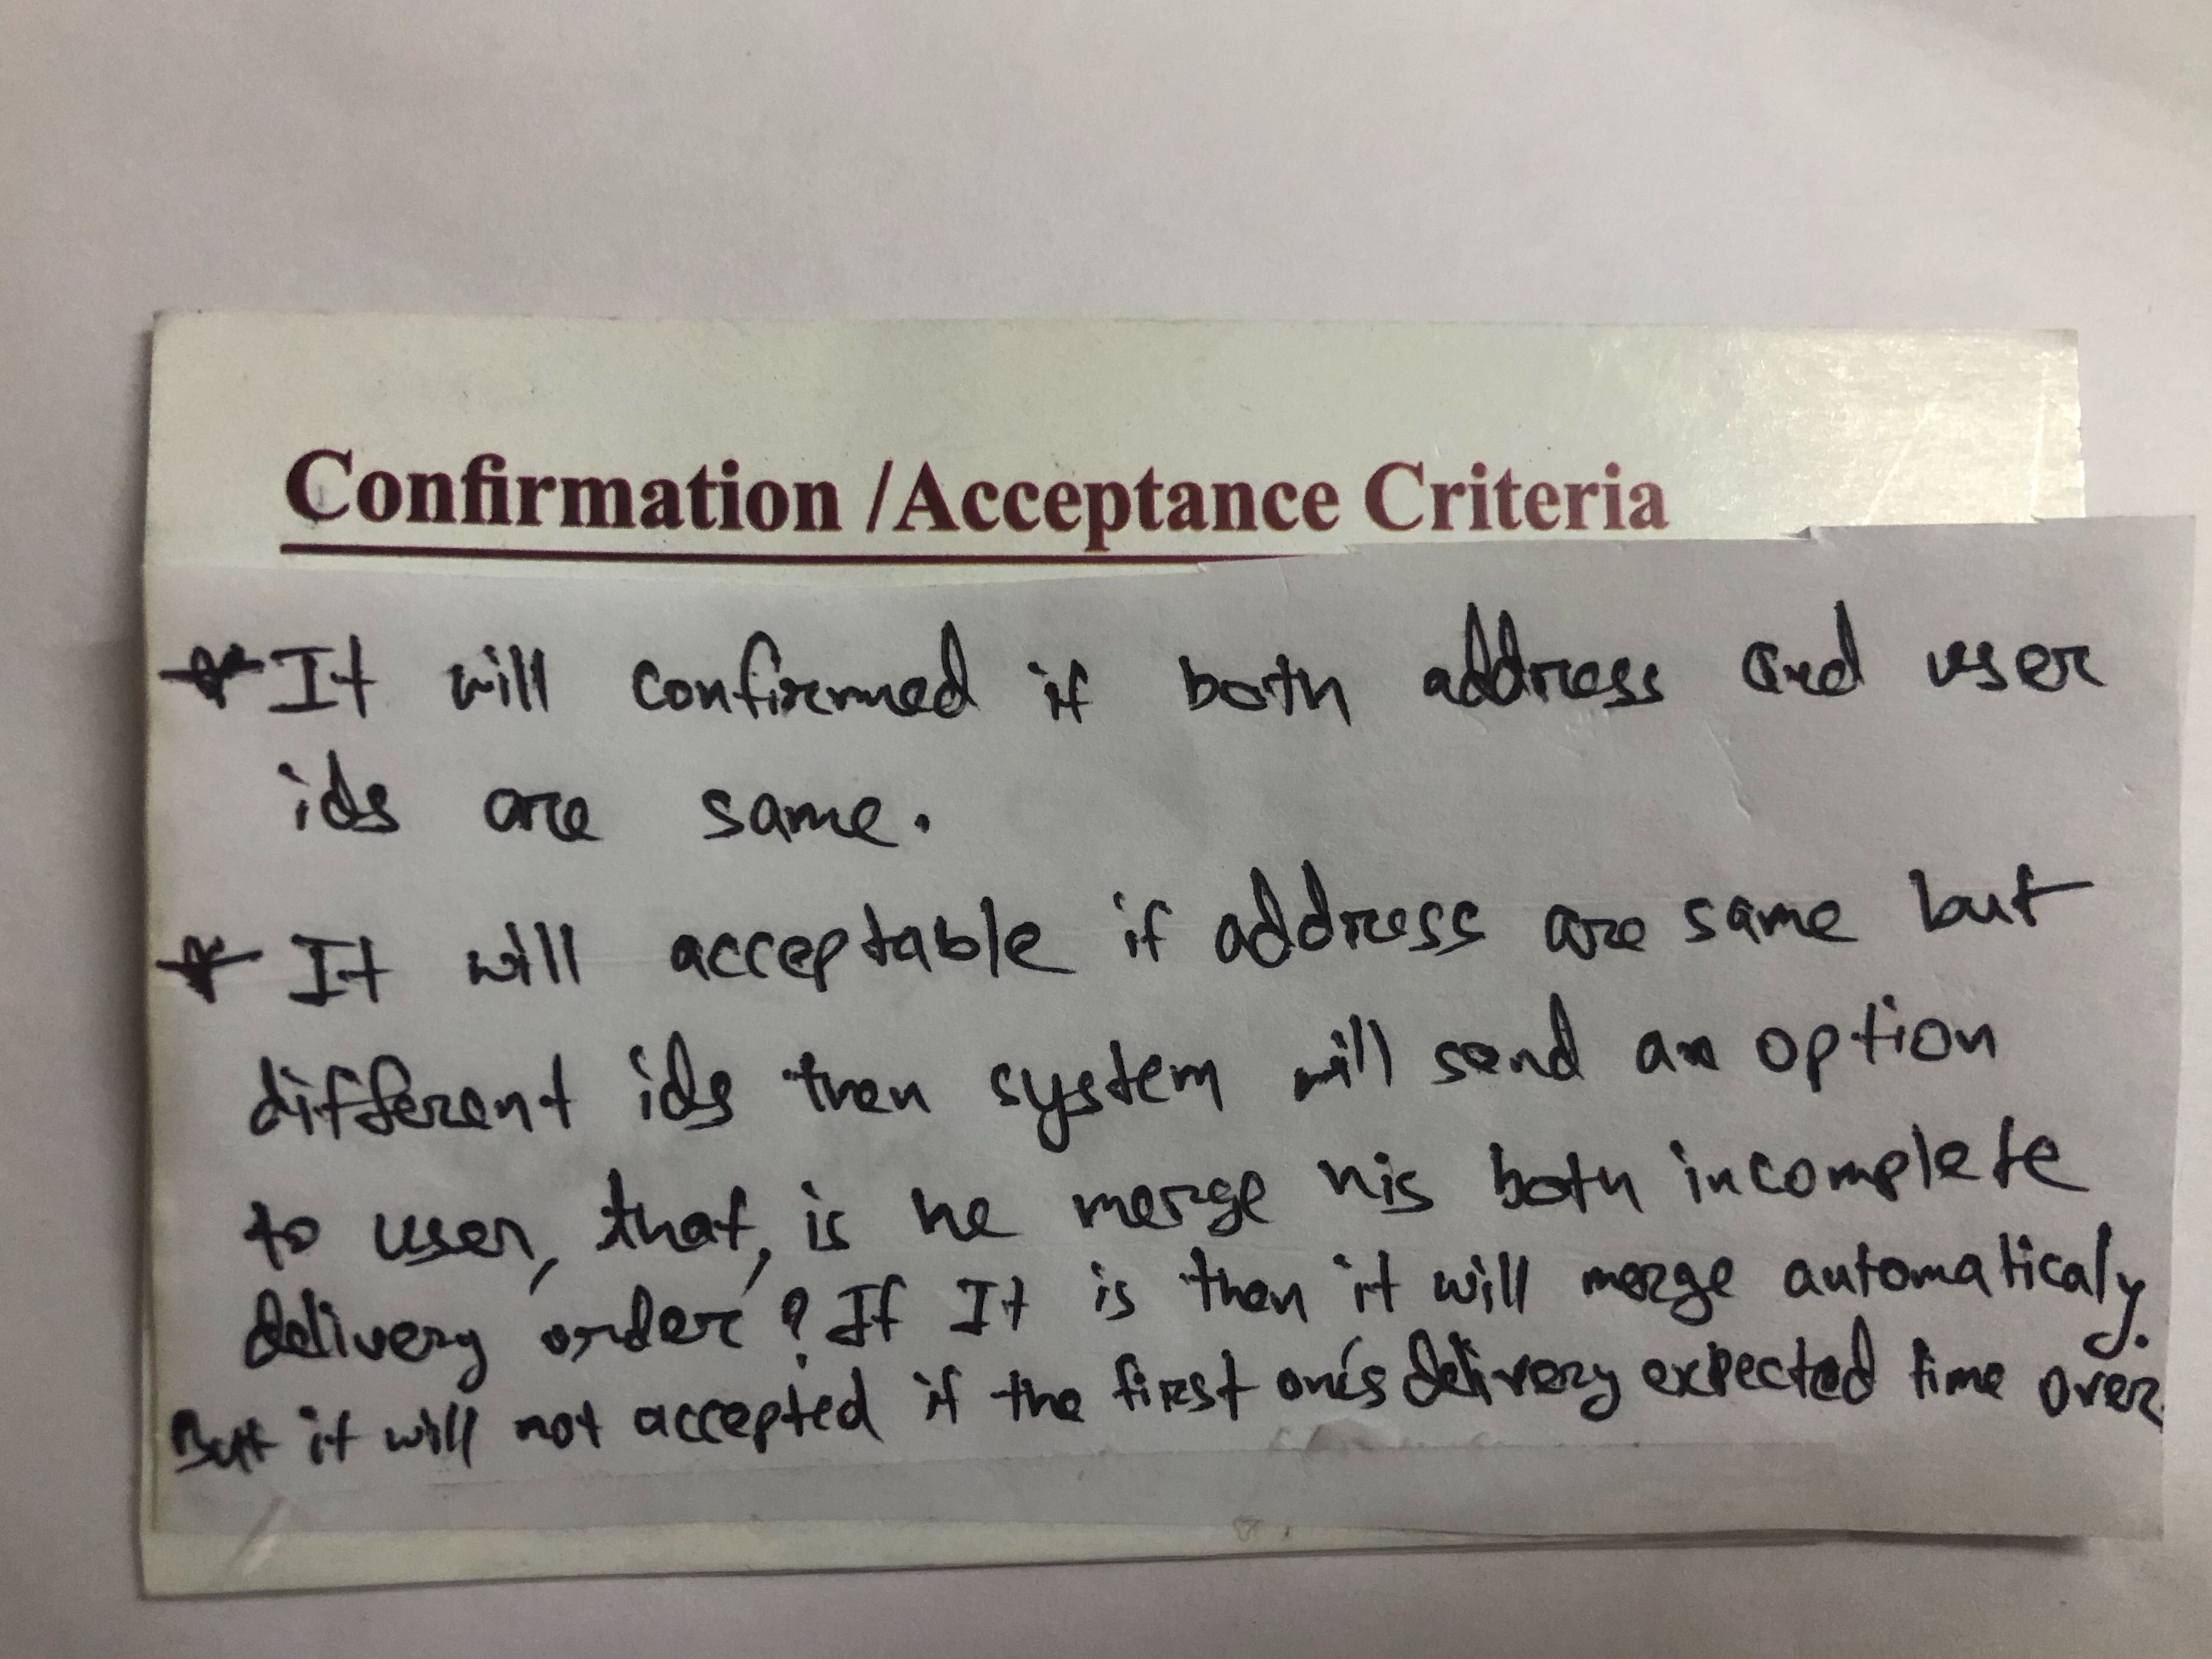 Confirmation /Acceptance Criteria
* It will confirmed if both address and user
ids are same.
* It will acceptable if address are same but
different ids then system will send an option
to user, that, is he merge his both incomplete
delivery order? If It is then it will merge automaticaly.
But it will not accepted if the first one's delivery expected time over